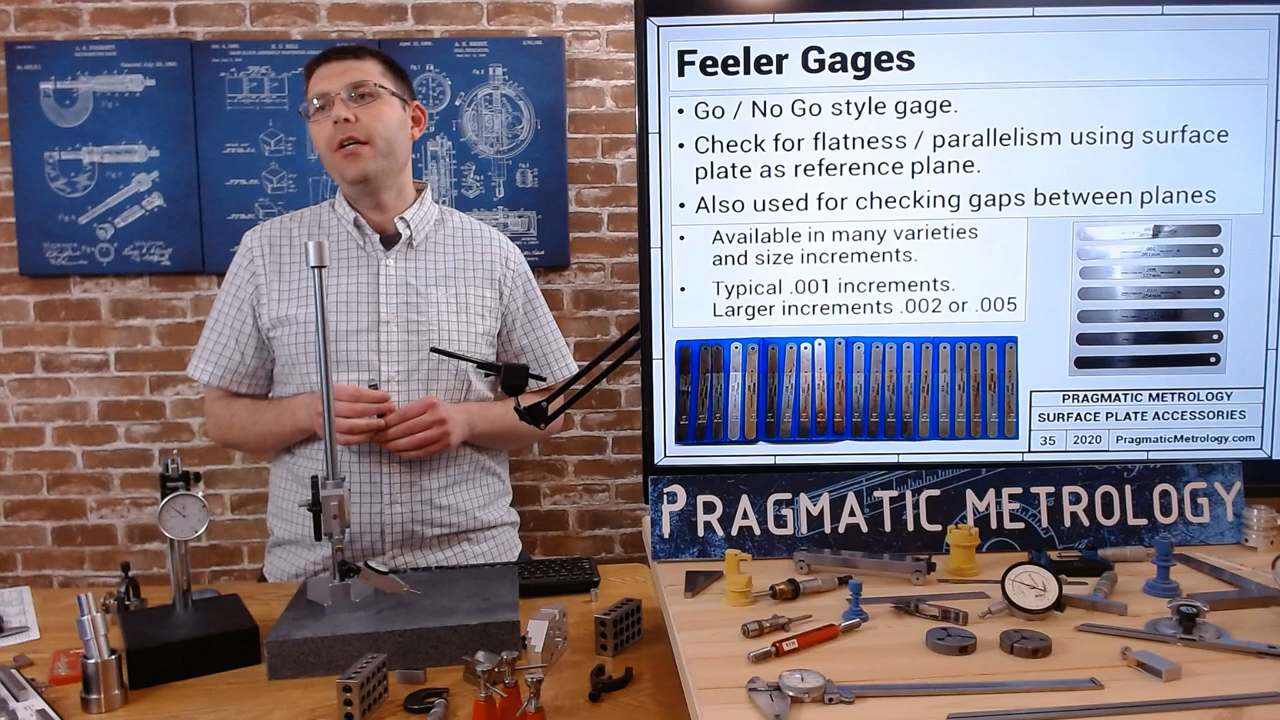 Feeler Gages
• Go / No Go style gage.
• Check for flatness / parallelism using surface
plate as reference plane.
• Also used for checking gaps between planes
• Available in many varieties
and size increments.
• Typical .001 increments.
Larger increments .002 or .005
PRAGMATIC METROLOGY
SURFACE PLATE ACCESSORIES
35 2020 PragmaticMetrology.com
PRAGMATIC METROLOGY